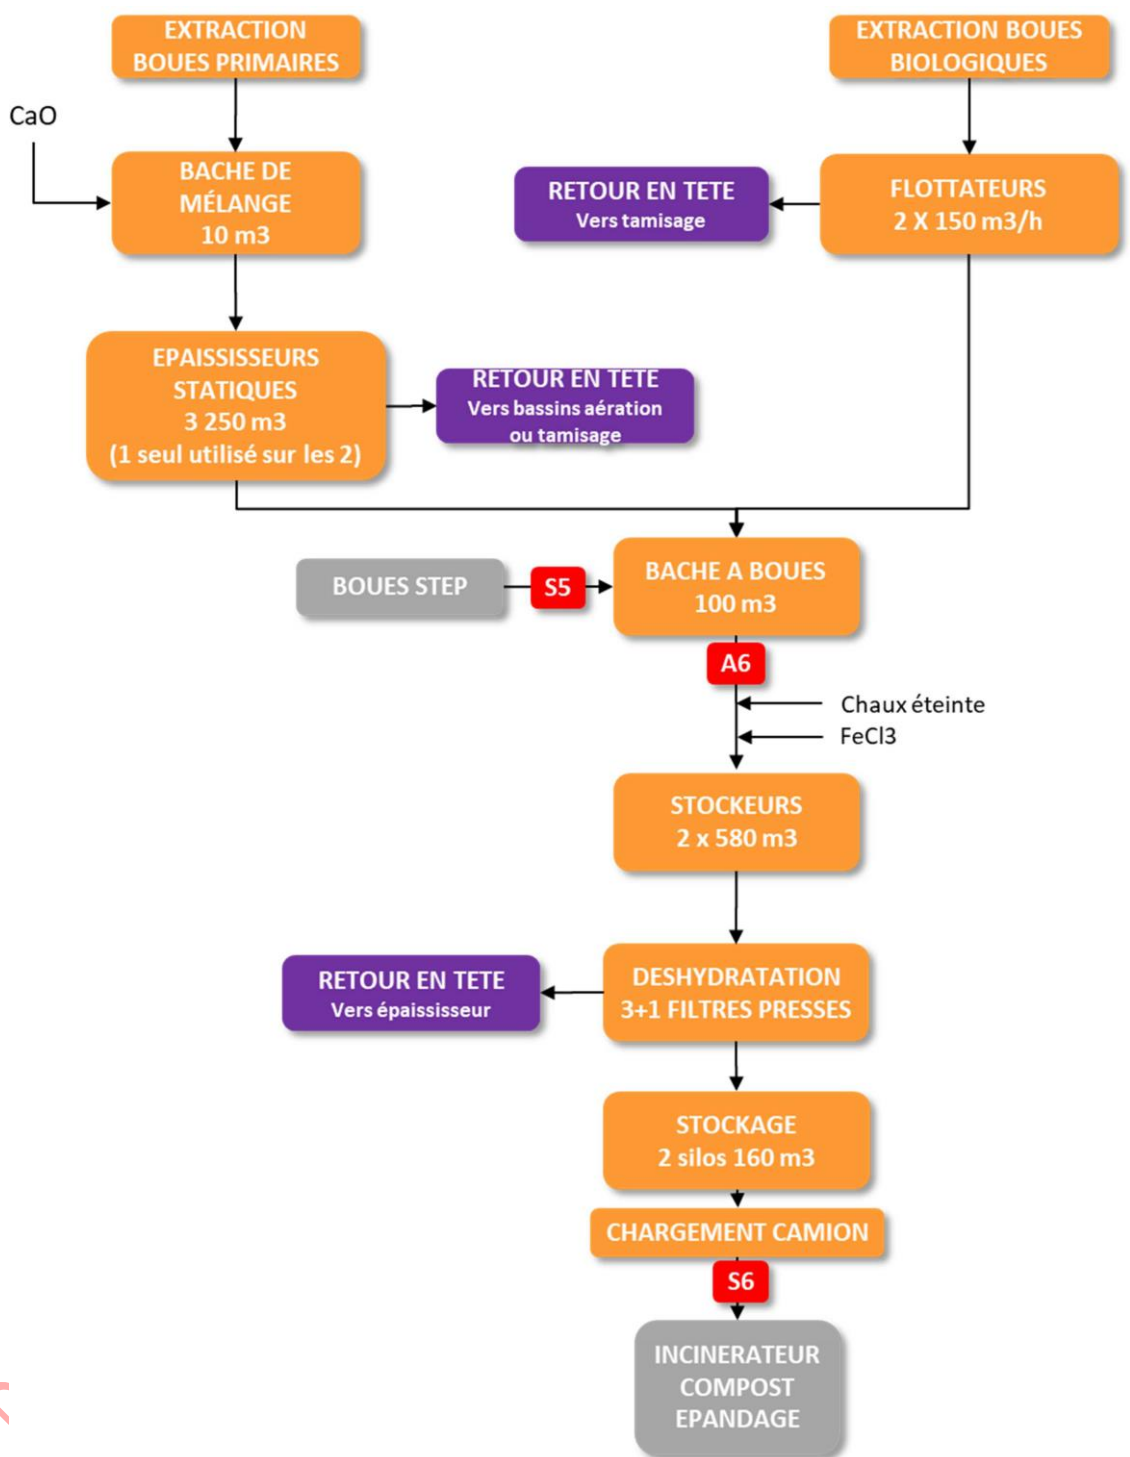 EXTRACTION
BOUES PRIMAIRES
EXTRACTION BOUES
BIOLOGIQUES
CaO
BACHE DE
MÉLANGE
10 m3
RETOUR EN TETE
Vers tamisage
FLOTTATEURS
2 X 150 m3/h
EPAISSISSEURS
STATIQUES
3 250 m3
(1 seul utilisé sur les 2)
RETOUR EN TETE
Vers bassins aération
ou tamisage
BOUES STEP
S5
BACHE A BOUES
100 m3
A6
Chaux éteinte
FeCl3
STOCKEURS
2 x 580 m3
RETOUR EN TETE
Vers épaississeur
DESHYDRATATION
3+1 FILTRES PRESSES
STOCKAGE
2 silos 160 m3
CHARGEMENT CAMION
S6
INCINERATEUR
COMPOST
EPANDAGE